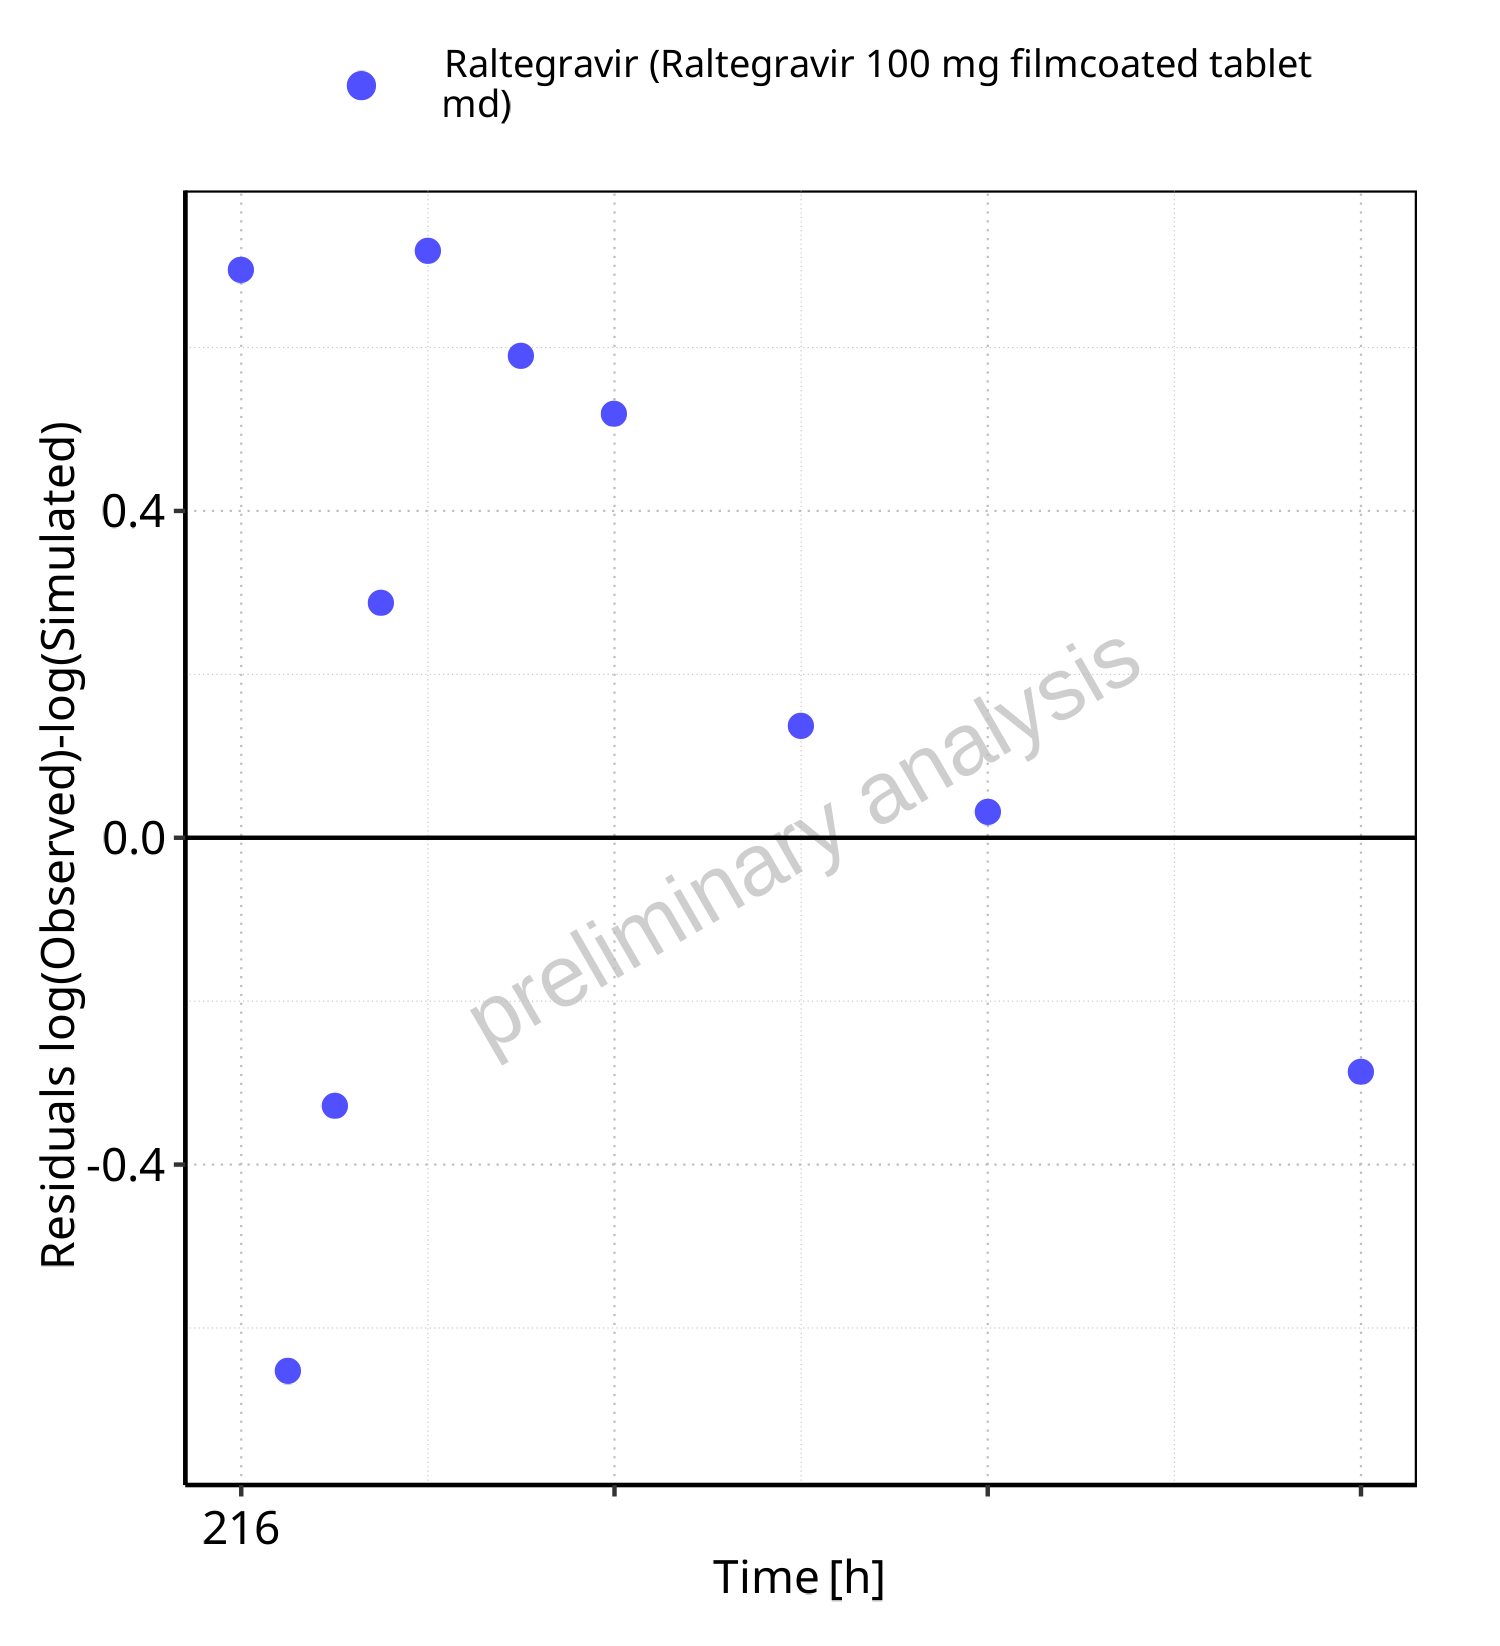 Raltegravir (Raltegravir 100 mg filmcoated tablet
md)
Residuals log(Observed)-log(Simulated)
0.4
0.0
-0.4
preliminary analysis
216
Time [h]